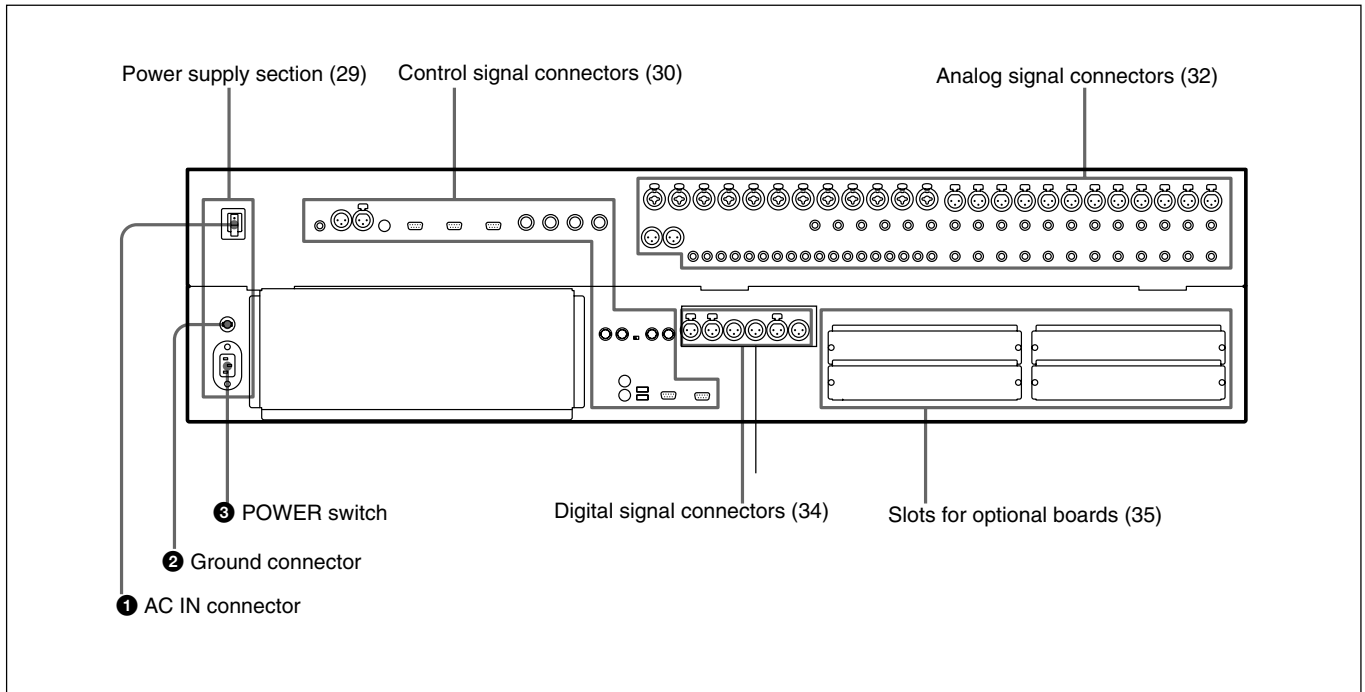 Power supply section (29)
Control signal connectors (30)
Analog signal connectors (32)
❸ POWER switch
Digital signal connectors (34)
Slots for optional boards (35)
❷ Ground connector
❶ AC IN connector